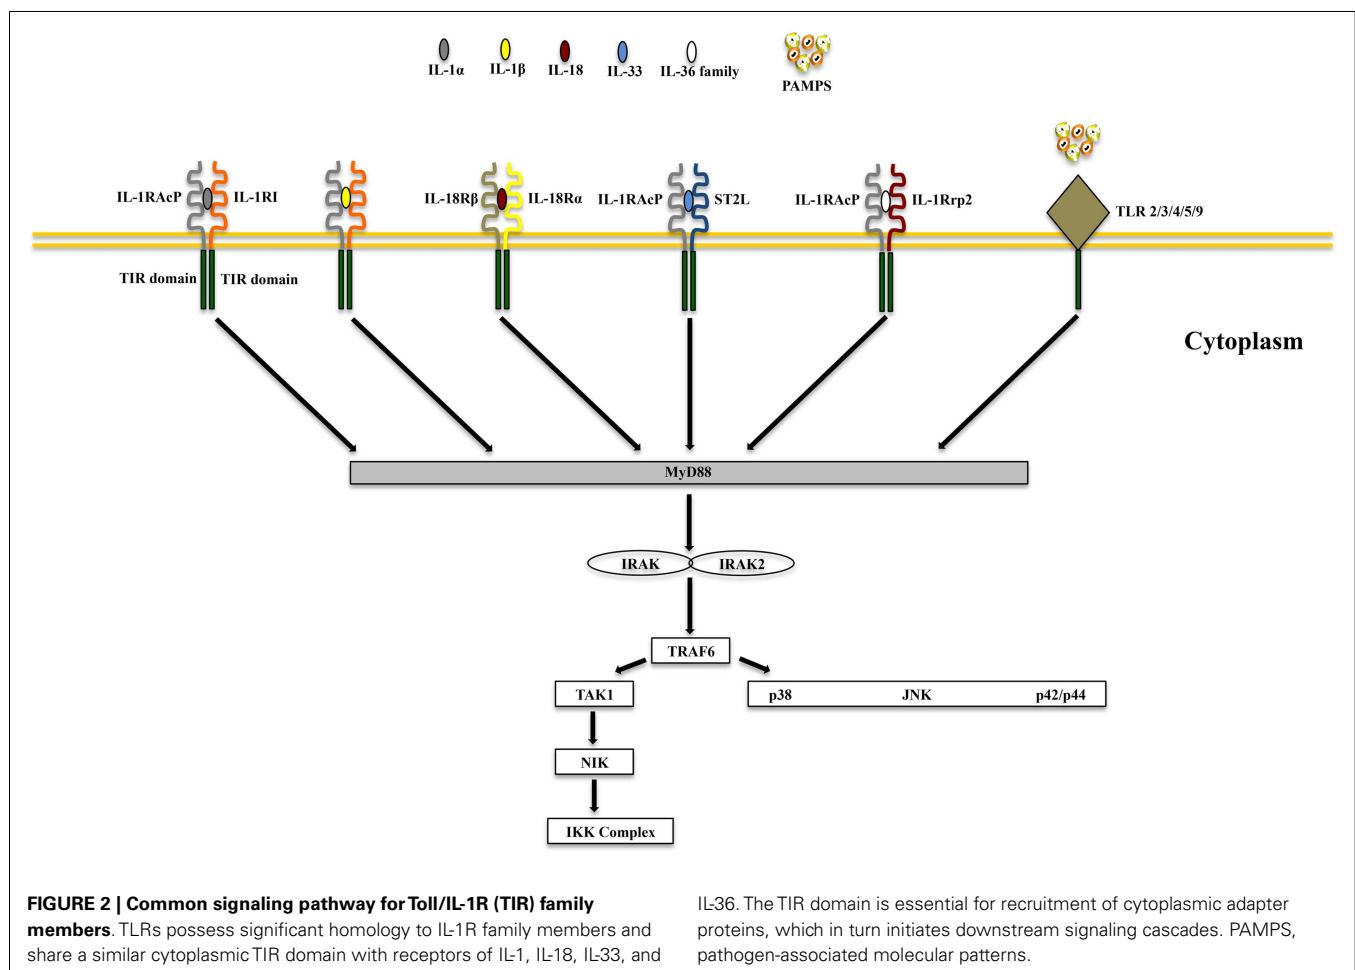 IL-1α
IL-1β
IL-18
IL-33
IL-36 family
PAMPS
IL-1RAcP
IL-1RI
IL-18Rβ
IL-18Rα
IL-1RAcP
ST2L
IL-1RAcP
IL-1Rrp2
TLR 2/3/4/5/9
TIR domain
TIR domain
Cytoplasm
MyD88
IRAK
IRAK2
TRAF6
TAK1
p38
JNK
p42/p44
NIK
IKK Complex
FIGURE 2 | Common signaling pathway for Toll/IL-1R (TIR) family
members. TLRs possess significant homology to IL-1R family members and
share a similar cytoplasmic TIR domain with receptors of IL-1, IL-18, IL-33, and
IL-36. The TIR domain is essential for recruitment of cytoplasmic adapter
proteins, which in turn initiates downstream signaling cascades. PAMPS,
pathogen-associated molecular patterns.